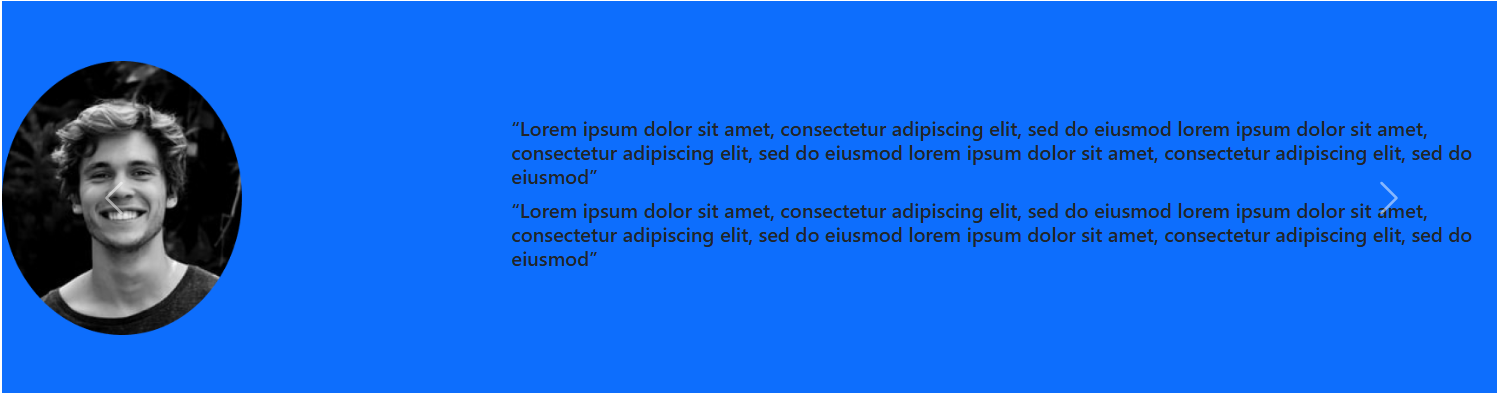 “Lorem ipsum dolor sit amet, consectetur adipiscing elit, sed do eiusmod lorem ipsum dolor sit amet,
consectetur adipiscing elit, sed do eiusmod lorem ipsum dolor sit amet, consectetur adipiscing elit, sed do
eiusmod”
“Lorem ipsum dolor sit amet, consectetur adipiscing elit, sed do eiusmod lorem ipsum dolor sit amet,
consectetur adipiscing elit, sed do eiusmod lorem ipsum dolor sit amet, consectetur adipiscing elit, sed do
eiusmod”